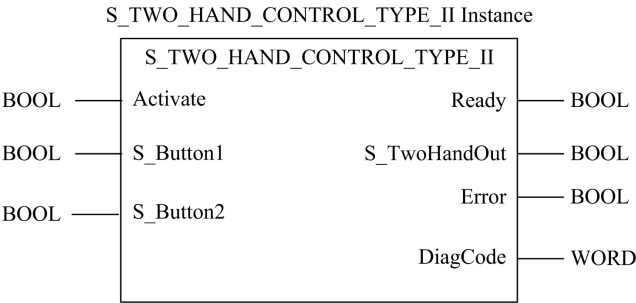 S_TWO_HAND_CONTROL_TYPE_II Instance
S_TWO_HAND_CONTROL_TYPE_II
BOOL Activate Ready BOOL
BOOL S_Button1 S_TwoHandOut BOOL
Error BOOL
BOOL S_Button2
DiagCode WORD